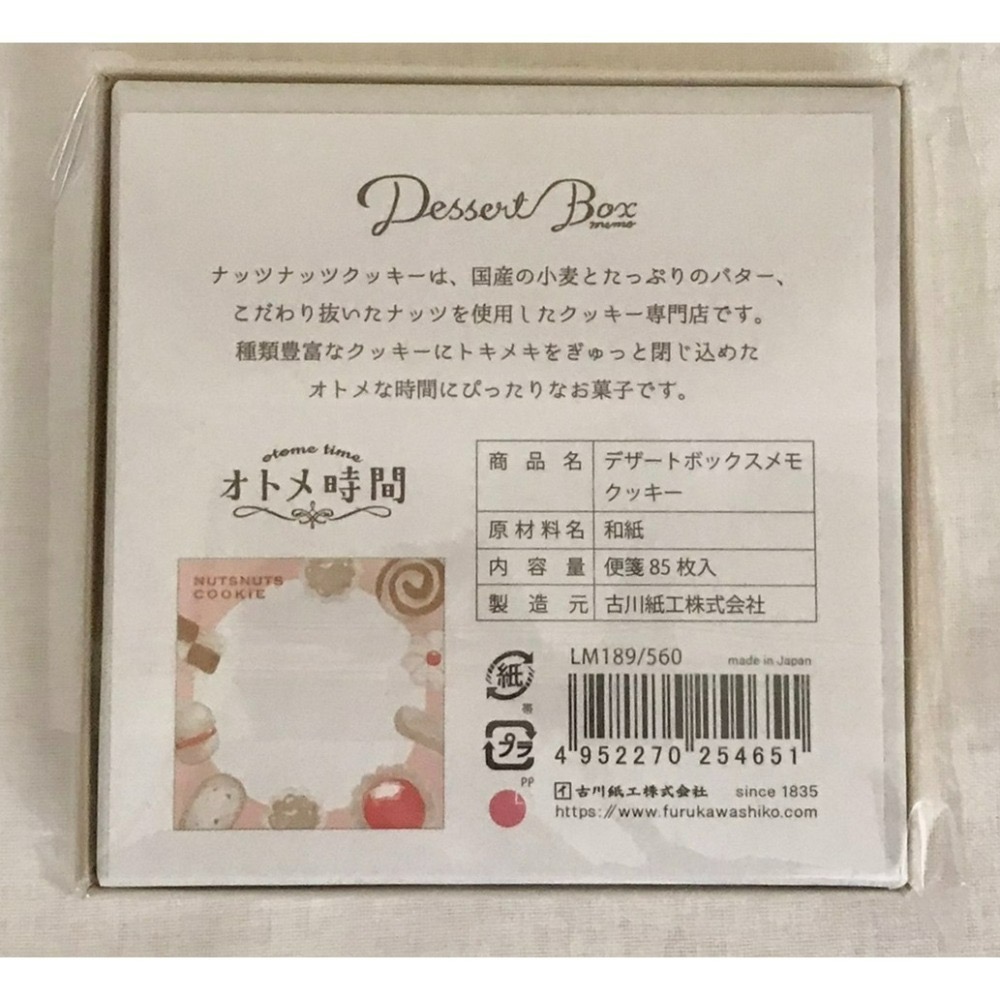 Dessert Box
memo
ナッツナッツクッキーは、国産の小麦とたっぷりのバター、
こだわり抜いたナッツを使用したクッキー専門店です。
種類豊富なクッキーにトキメキをぎゅっと閉じ込めた
オトメな時間にぴったりなお菓子です。
otome time
オトメ時間
NUTSNUTS
COOKIE
商品名 デザートボックスメモ
クッキー
原材料名 和紙
内容量 便箋85枚入
製造元 古川紙工株式会社
LM189/560 made in Japan
紙
帯
プラ
PP
4 952270 254651
イ 古川紙工株式会社 since 1835
https://www.furukawashiko.com